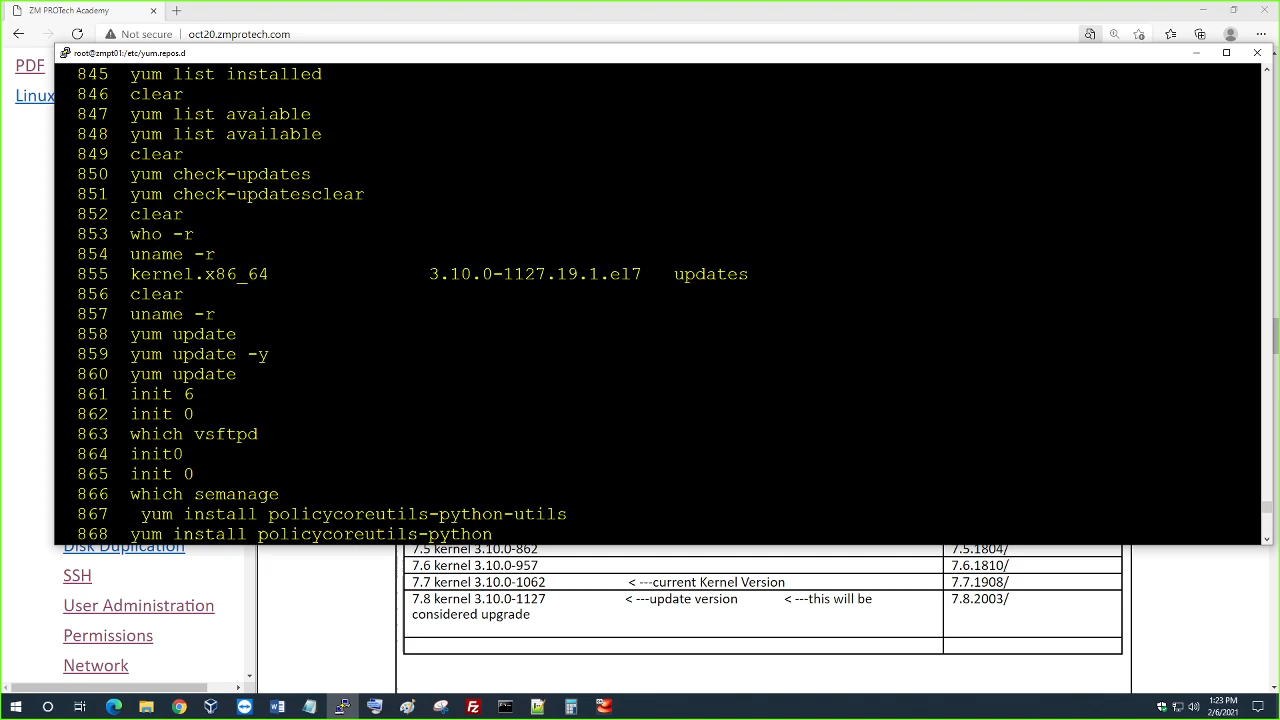 ZM PROTech Academy
Not secure
oct20.zmprotech.com
PDF
Linux
root@zmpt01:/etc/yum.repos.d
845 yum list installed
846 clear
847 yum list avaiable
848 yum list available
849 clear
850 yum check-updates
851 yum check-updatesclear
852 clear
853 who -r
854 uname -r
855 kernel.x86_64 3.10.0-1127.19.1.el7 updates
856 clear
857 uname -r
858 yum update
859 yum update -y
860 yum update
861 init 6
862 init 0
863 which vsftpd
864 init0
865 init 0
866 which semanage
867 yum install policycoreutils-python-utils
868 yum install policycoreutils-python
Disk Duplication
SSH
User Administration
Permissions
Network
7.5 kernel 3.10.0-862 7.5.1804/
7.6 kernel 3.10.0-957 7.6.1810/
7.7 kernel 3.10.0-1062 < ---current Kernel Version 7.7.1908/
7.8 kernel 3.10.0-1127 < ---update version < ---this will be 7.8.2003/
considered upgrade
1:23 PM
2/6/2021